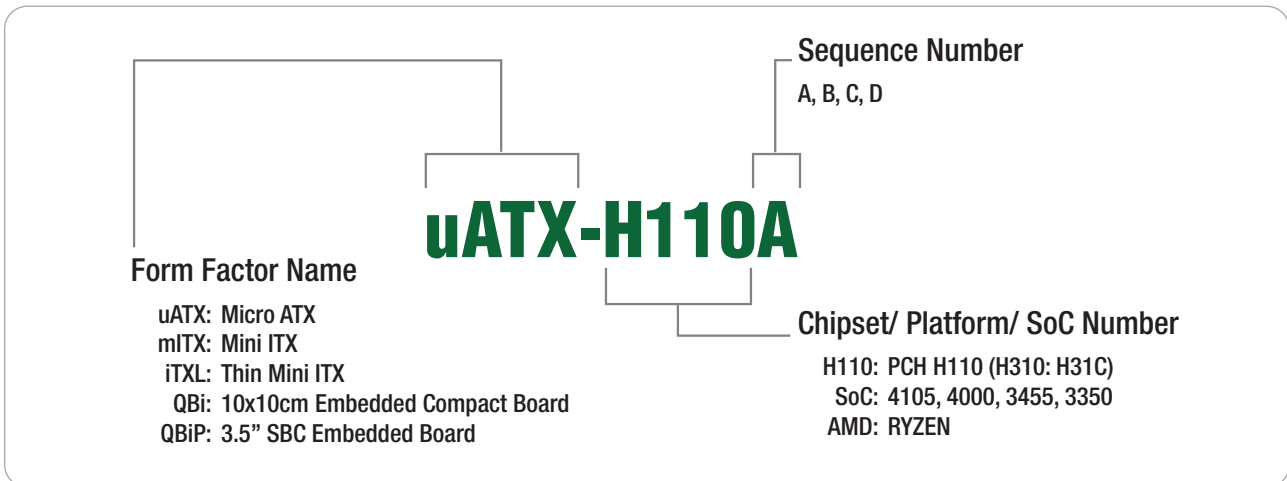 Sequence Number
A, B, C, D
uATX-H110A
Form Factor Name
uATX: Micro ATX
mITX: Mini ITX
iTXL: Thin Mini ITX
QBi: 10x10cm Embedded Compact Board
QBiP: 3.5” SBC Embedded Board
Chipset/ Platform/ SoC Number
H110: PCH H110 (H310: H31C)
SoC: 4105, 4000, 3455, 3350
AMD: RYZEN